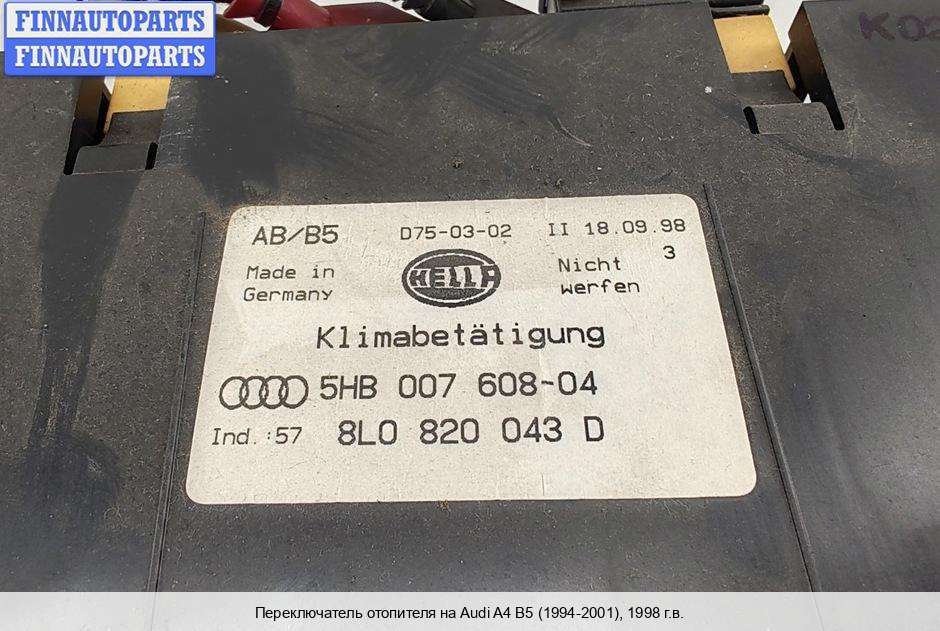 FINNAUTOPARTS
FINNAUTOPARTS
K02
AB/B5 D75-03-02 II 18.09.98
3
Made in
Germany
HELLA
Nicht
werfen
Klimabetätigung
5HB 007 608-04
Ind.:57 8L0 820 043 D
Переключатель отопителя на Audi A4 B5 (1994-2001), 1998 г.в.